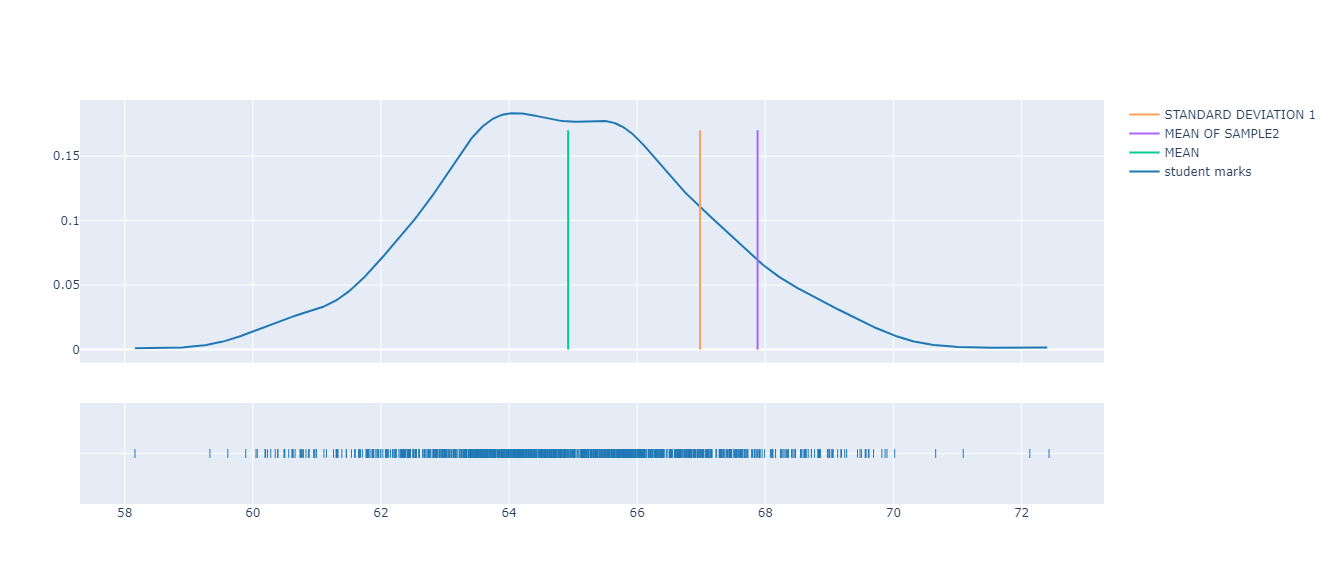 0.15
0.1
0.05
0
STANDARD DEVIATION 1
MEAN OF SAMPLE2
MEAN
student marks
58 60 62 64 66 68 70 72